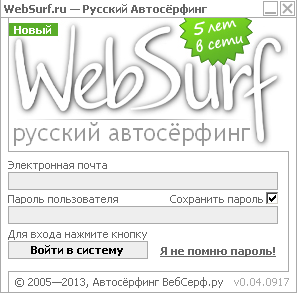 WebSurf.ru — Русский Автосёрфинг
Новый
5 лет
в сети
WebSurf
русский автосёрфинг
Электронная почта
Пароль пользователя Сохранить пароль
Для входа нажмите кнопку
Войти в систему Я не помню пароль!
© 2005—2013, Автосёрфинг ВебСерф.ру v0.04.0917